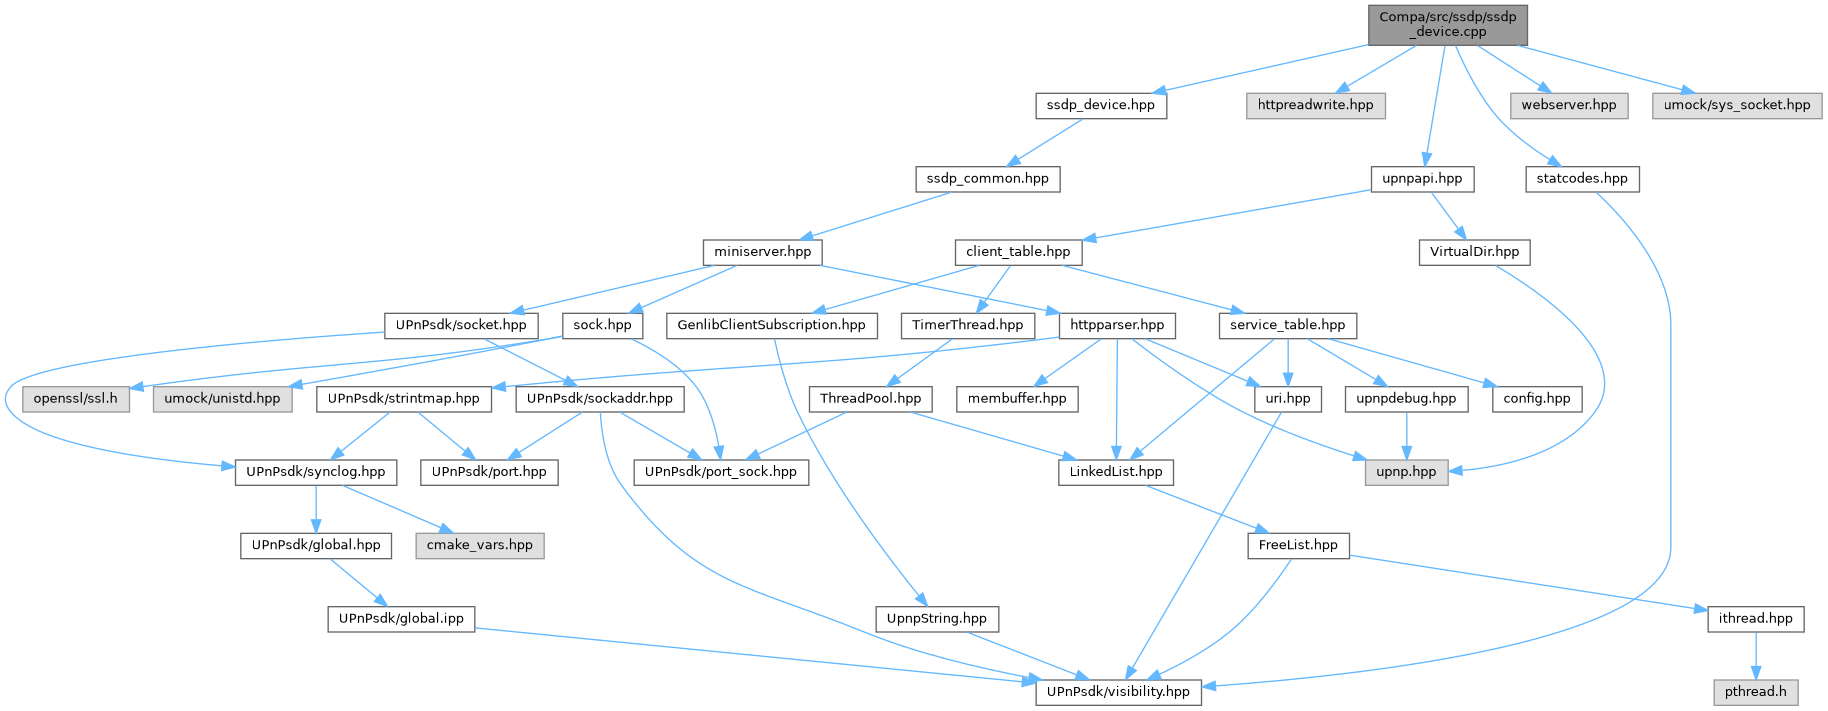 Compa/src/ssdp/ssdp
_device.cpp
ssdp_device.hpp
httpreadwrite.hpp
webserver.hpp
umock/sys_socket.hpp
ssdp_common.hpp
upnpapi.hpp
statcodes.hpp
miniserver.hpp
client_table.hpp
VirtualDir.hpp
UPnPsdk/socket.hpp
sock.hpp
GenlibClientSubscription.hpp
TimerThread.hpp
httpparser.hpp
service_table.hpp
openssl/ssl.h
umock/unistd.hpp
UPnPsdk/strintmap.hpp
UPnPsdk/sockaddr.hpp
ThreadPool.hpp
membuffer.hpp
uri.hpp
upnpdebug.hpp
config.hpp
UPnPsdk/synclog.hpp
UPnPsdk/port.hpp
UPnPsdk/port_sock.hpp
LinkedList.hpp
upnp.hpp
UPnPsdk/global.hpp
cmake_vars.hpp
FreeList.hpp
UPnPsdk/global.ipp
UpnpString.hpp
ithread.hpp
UPnPsdk/visibility.hpp
pthread.h